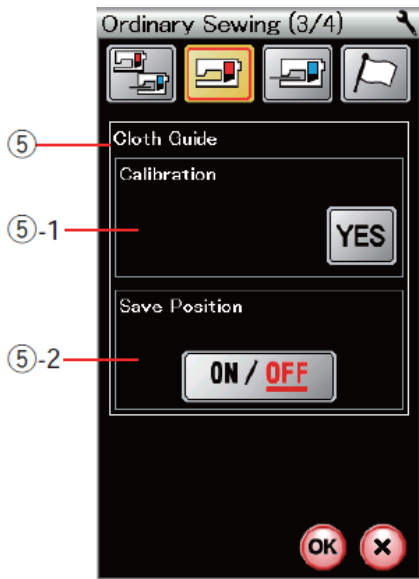 Ordinary Sewing (3/4)
⑤
Cloth Guide
Calibration
⑤-1
YES
Save Position
⑤-2
ON / OFF
OK
×